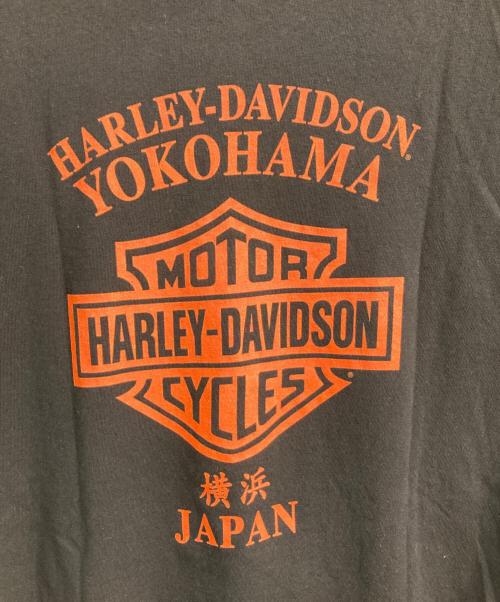 HARLEY-DAVIDSON®
YOKOHAMA
MOTOR
HARLEY-DAVIDSON
CYCLES®
横浜
JAPAN